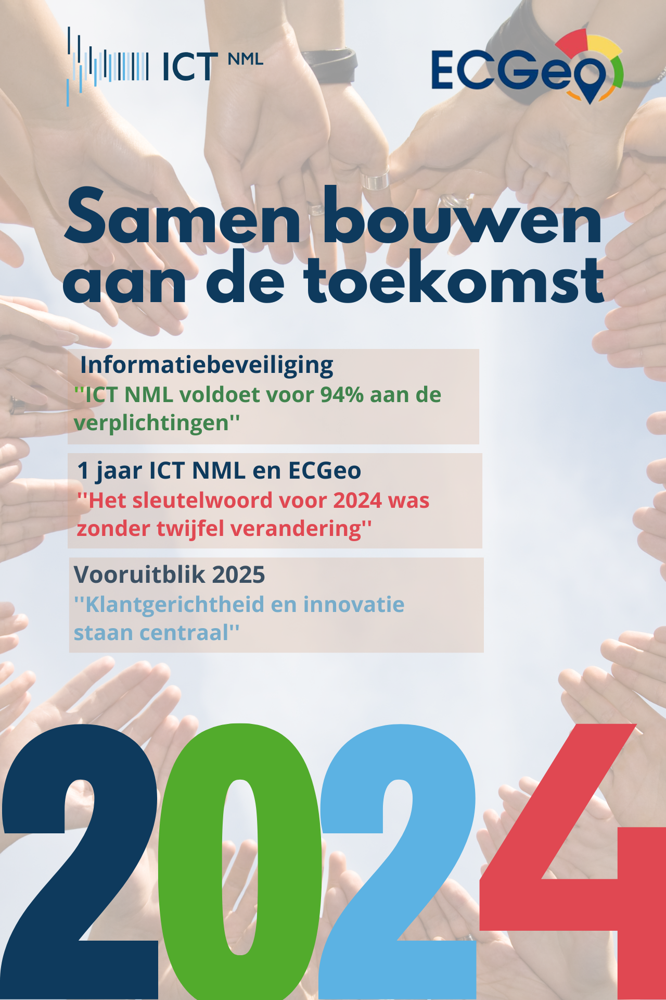 ICT NML
ECGeo
Samen bouwen
aan de toekomst
Informatiebeveiliging
''ICT NML voldoet voor 94% aan de
verplichtingen''
1 jaar ICT NML en ECGeo
''Het sleutelwoord voor 2024 was
zonder twijfel verandering''
Vooruitblik 2025
''Klantgerichtheid en innovatie
staan centraal''
2024